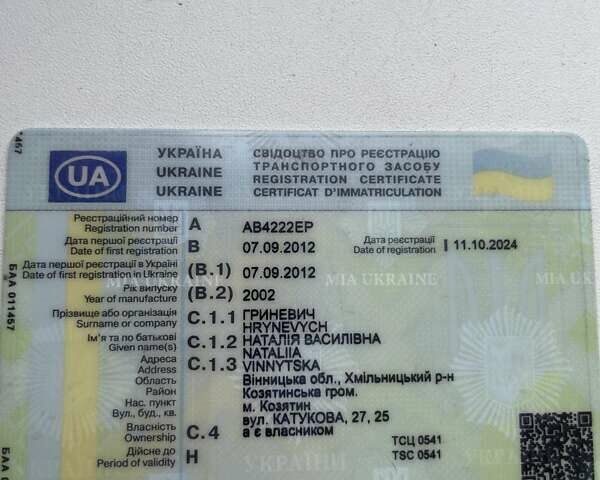 УКРАЇНА СВІДОЦТВО ПРО РЕЄСТРАЦІЮ
UKRAINE ТРАНСПОРТНОГО ЗАСОБУ
UKRAINE REGISTRATION CERTIFICATE
CERTIFICAT D'IMMATRICULATION
UA
Реєстраційний номер
Registration number A AB4222EP
Дата першої реєстрації
Date of first registration B 07.09.2012
Дата реєстрації
Date of registration I 11.10.2024
Дата першої реєстрації в Україні
Date of first registration in Ukraine (B.1) 07.09.2012
MIA UKRAINE MIA UKRAINE
Рік випуску
Year of manufacture (B.2) 2002
Прізвище або організація
Surname or company C.1.1 ГРИНЕВИЧ
HRYNEVYCH
Ім'я та по батькові
Given name(s) C.1.2 НАТАЛІЯ ВАСИЛІВНА
NATALIIA
Адреса
Address C.1.3 VINNYTSKA
Область Вінницька обл., Хмільницький р-н
Район Козятинська гром.
Нас. пункт м. Козятин
Вул., буд., кв. вул. КАТУКОВА, 27, 25
Власність
Ownership C.4 а є власником
ТСЦ 0541
Дійсне до
Period of validity H
TSC 0541
УКРАЇНИ
БАА 011457